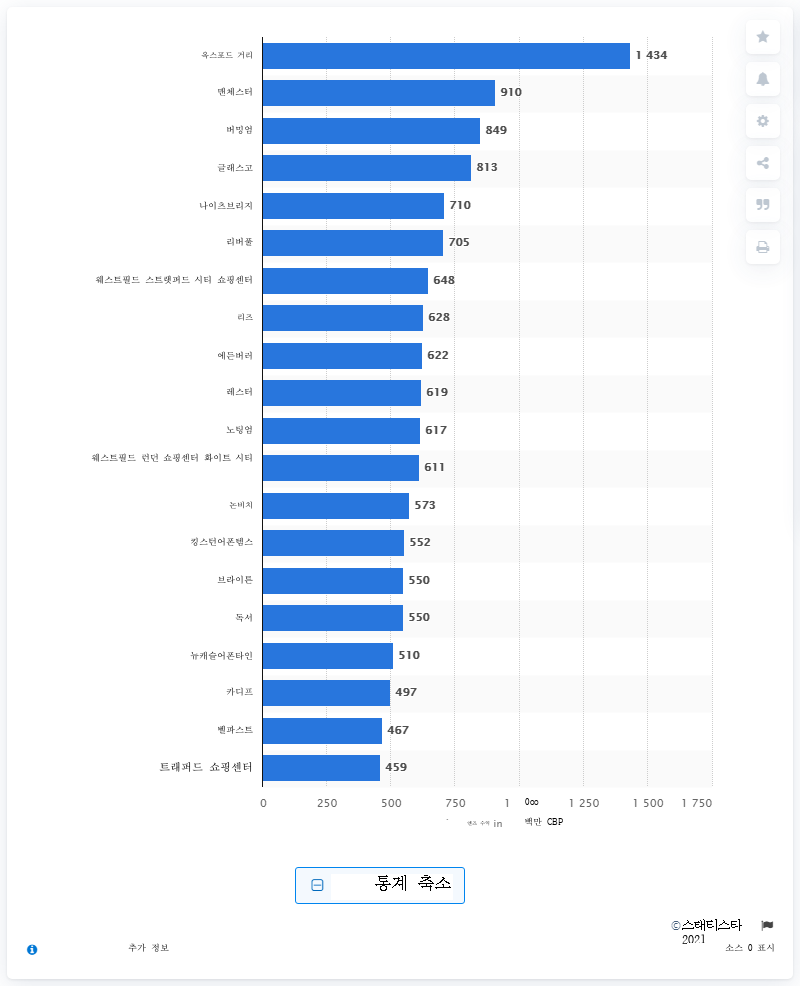 옥스포드 거리 1 434
맨체스터 910
버밍엄 849
글래스고 813
나이츠브리지 710
리버풀 705
웨스트필드 스트랫퍼드 시티 쇼핑센터 648
리즈 628
에든버러 622
레스터 619
노팅엄 617
웨스트필드 런던 쇼핑센터 화이트 시티 611
논비치 573
킹스턴어폰템스 552
브라이튼 550
독서 550
뉴캐슬어폰타인 510
카디프 497
벨파스트 467
트래퍼드 쇼핑센터 459
0 250 500 750 1 0∞ 1 250 1 500 1 750
수익 in 백만 CBP
통계 축소
©스태티스타
2021
추가 정보 소스 0 표시